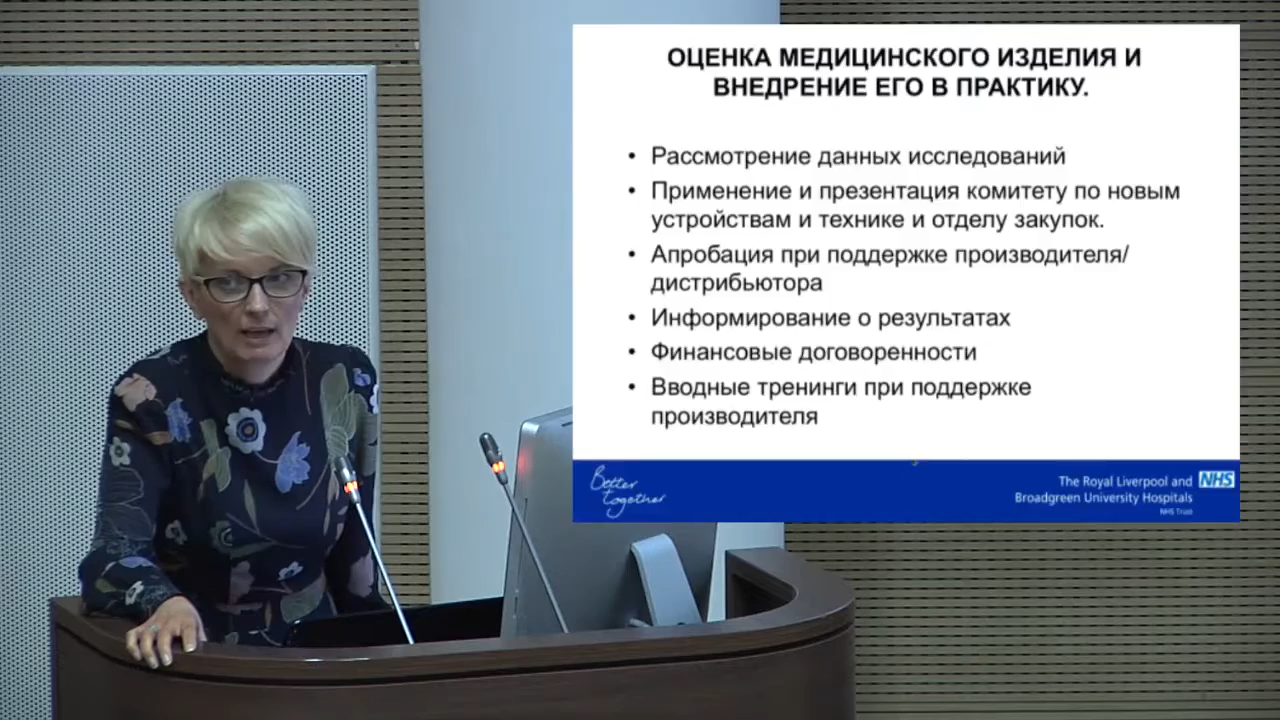 ОЦЕНКА МЕДИЦИНСКОГО ИЗДЕЛИЯ И
ВНЕДРЕНИЕ ЕГО В ПРАКТИКУ.
• Рассмотрение данных исследований
• Применение и презентация комитету по новым
устройствам и технике и отделу закупок.
• Апробация при поддержке производителя/
дистрибьютора
• Информирование о результатах
• Финансовые договоренности
• Вводные тренинги при поддержке
производителя
Better
together
The Royal Liverpool and NHS
Broadgreen University Hospitals
NHS Trust